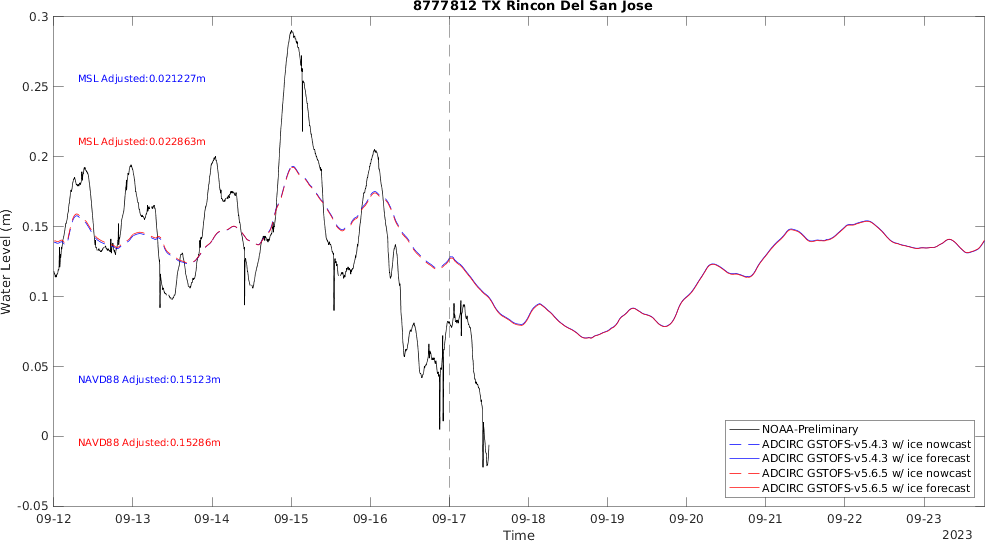 8777812 TX Rincon Del San Jose
0.3
0.25
0.2
0.15
0.1
0.05
0
-0.05
Water Level (m)
MSL Adjusted:0.021227m
MSL Adjusted:0.022863m
NAVD88 Adjusted:0.15123m
NAVD88 Adjusted:0.15286m
NOAA-Preliminary
ADCIRC GSTOFS-v5.4.3 w/ ice nowcast
ADCIRC GSTOFS-v5.4.3 w/ ice forecast
ADCIRC GSTOFS-v5.6.5 w/ ice nowcast
ADCIRC GSTOFS-v5.6.5 w/ ice forecast
09-12 09-13 09-14 09-15 09-16 09-17 09-18 09-19 09-20 09-21 09-22 09-23
Time
2023